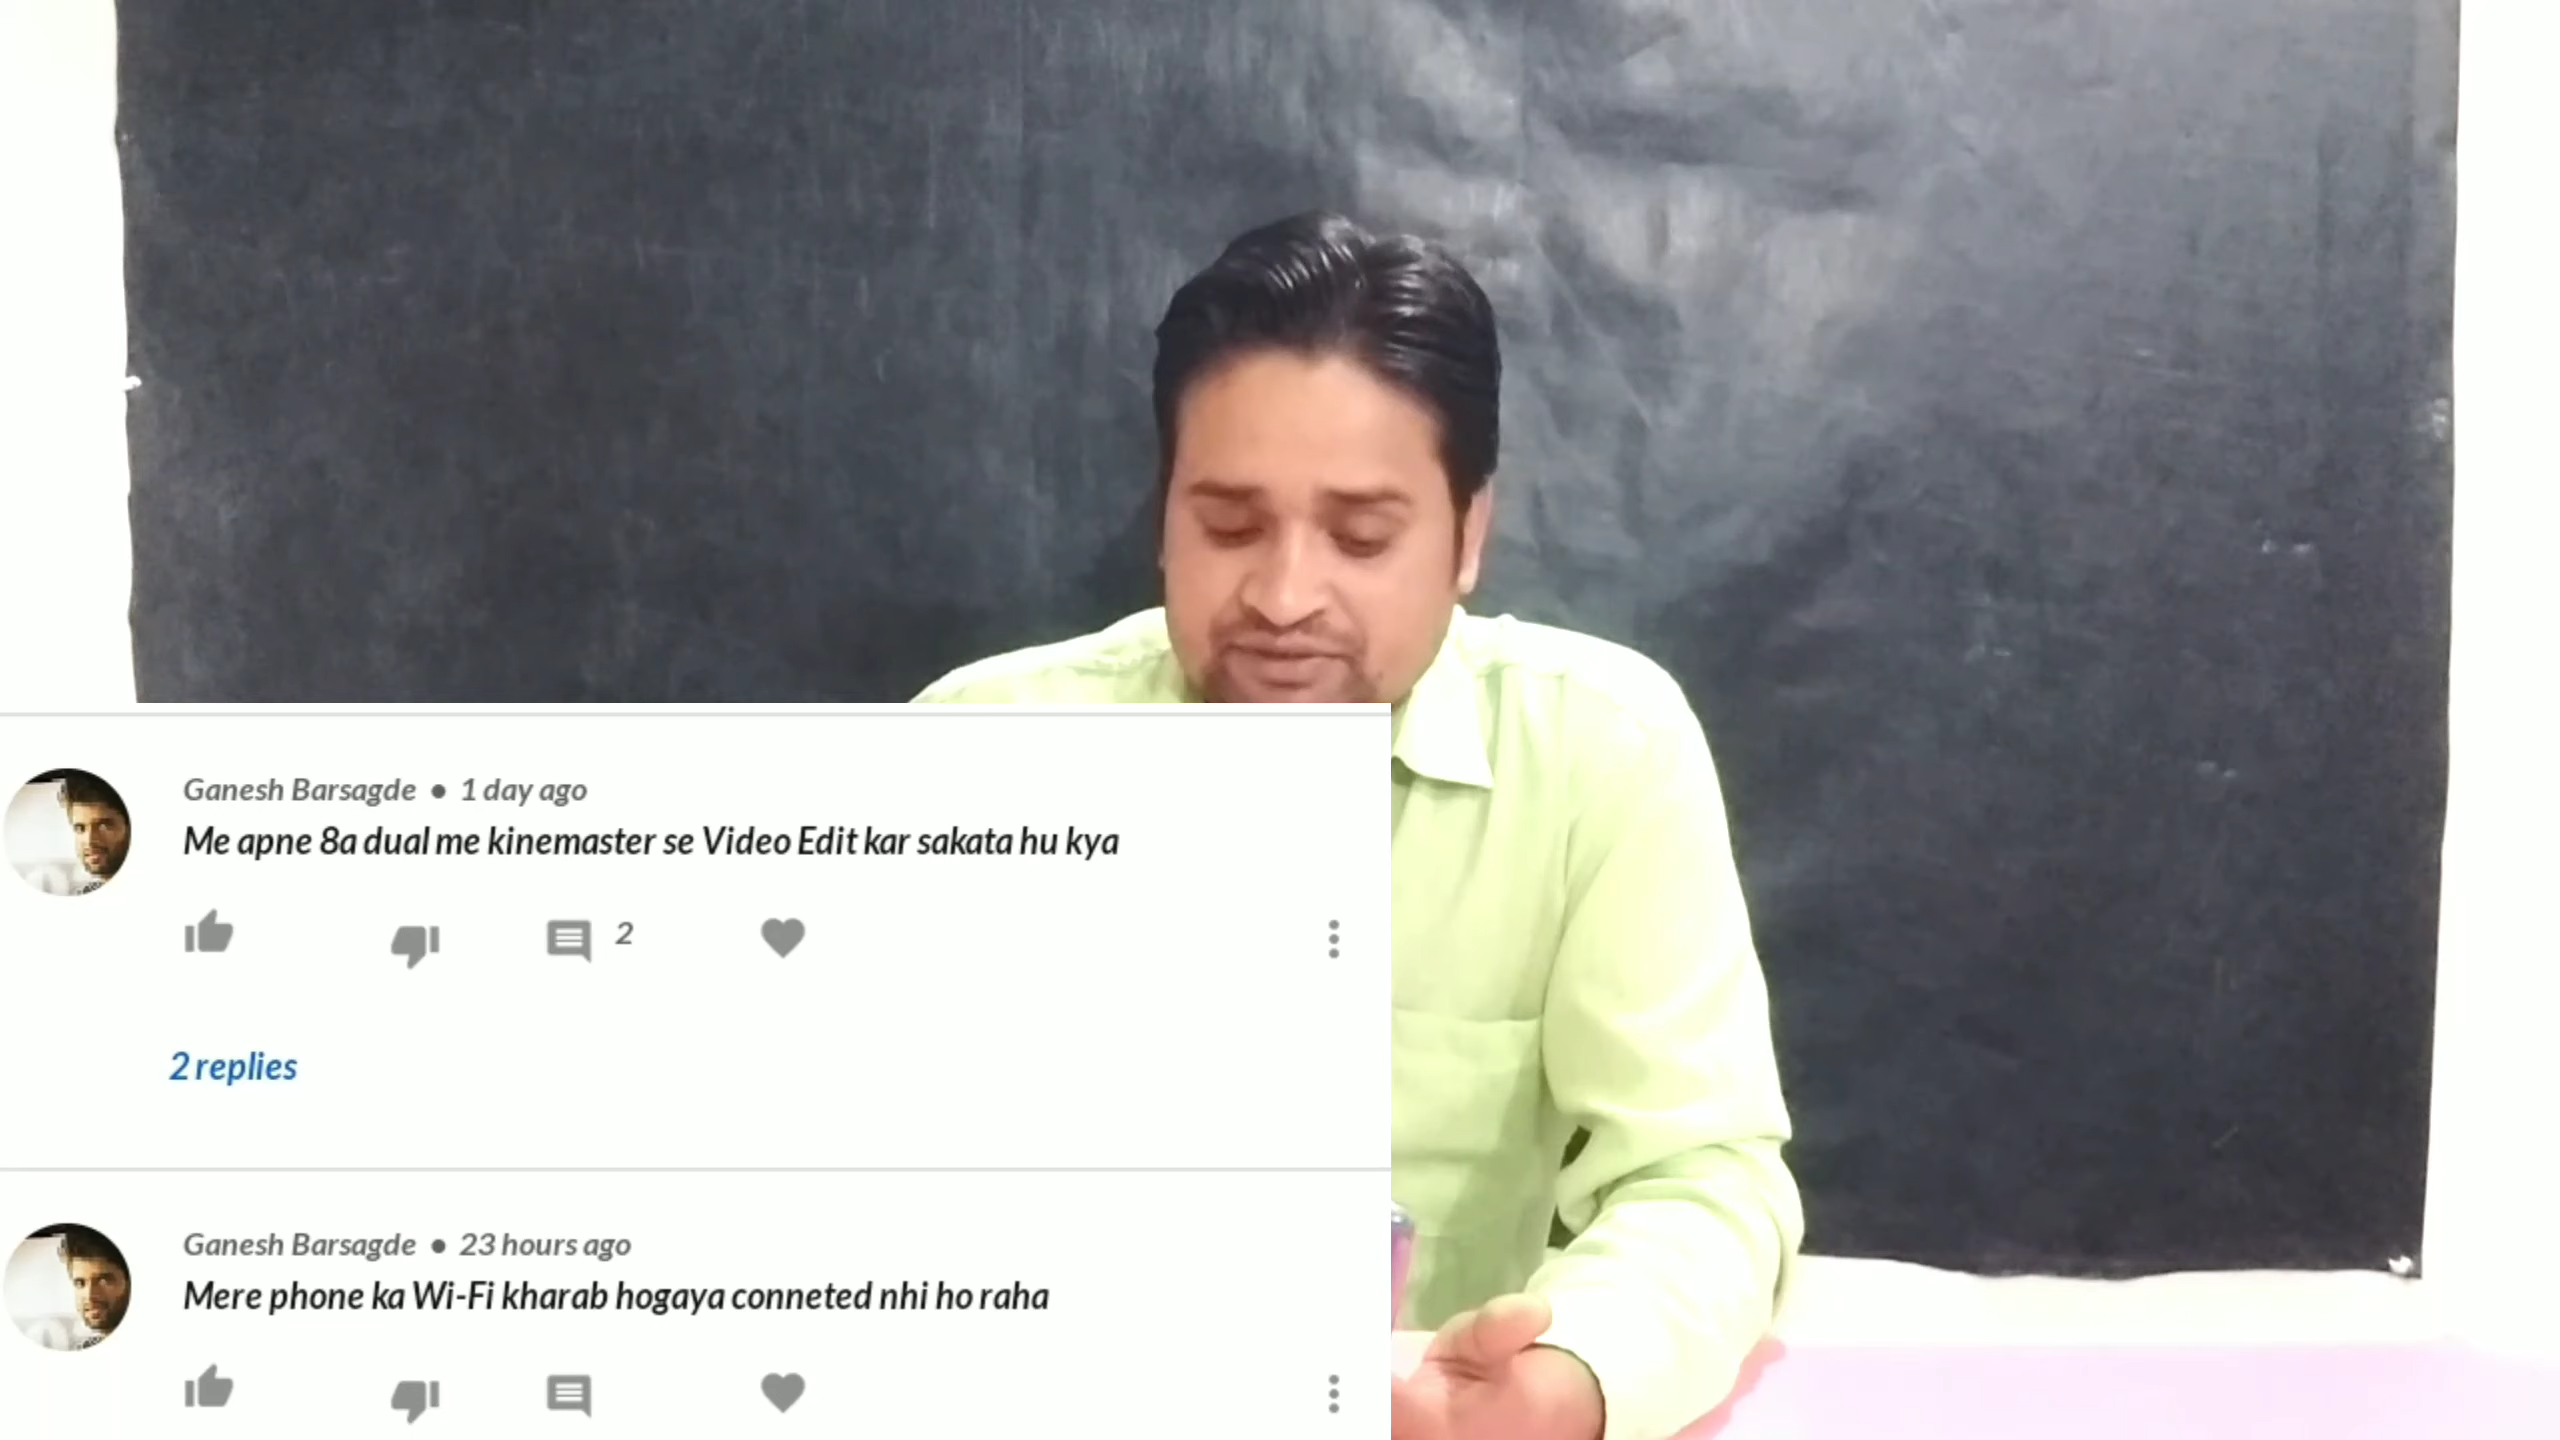 Ganesh Barsagde • 1 day ago
Me apne 8a dual me kinemaster se Video Edit kar sakata hu kya
2
2 replies
Ganesh Barsagde • 23 hours ago
Mere phone ka Wi-Fi kharab hogaya conneted nhi ho raha